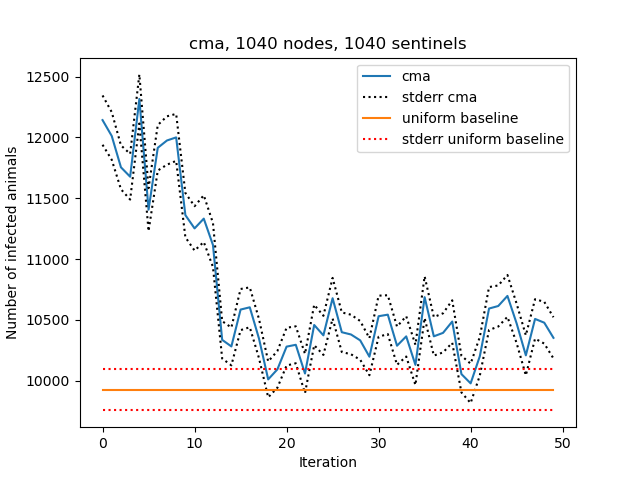 cma, 1040 nodes, 1040 sentinels
cma
stderr cma
uniform baseline
stderr uniform baseline
Number of infected animals
12500
12000
11500
11000
10500
10000
0 10 20 30 40 50
Iteration